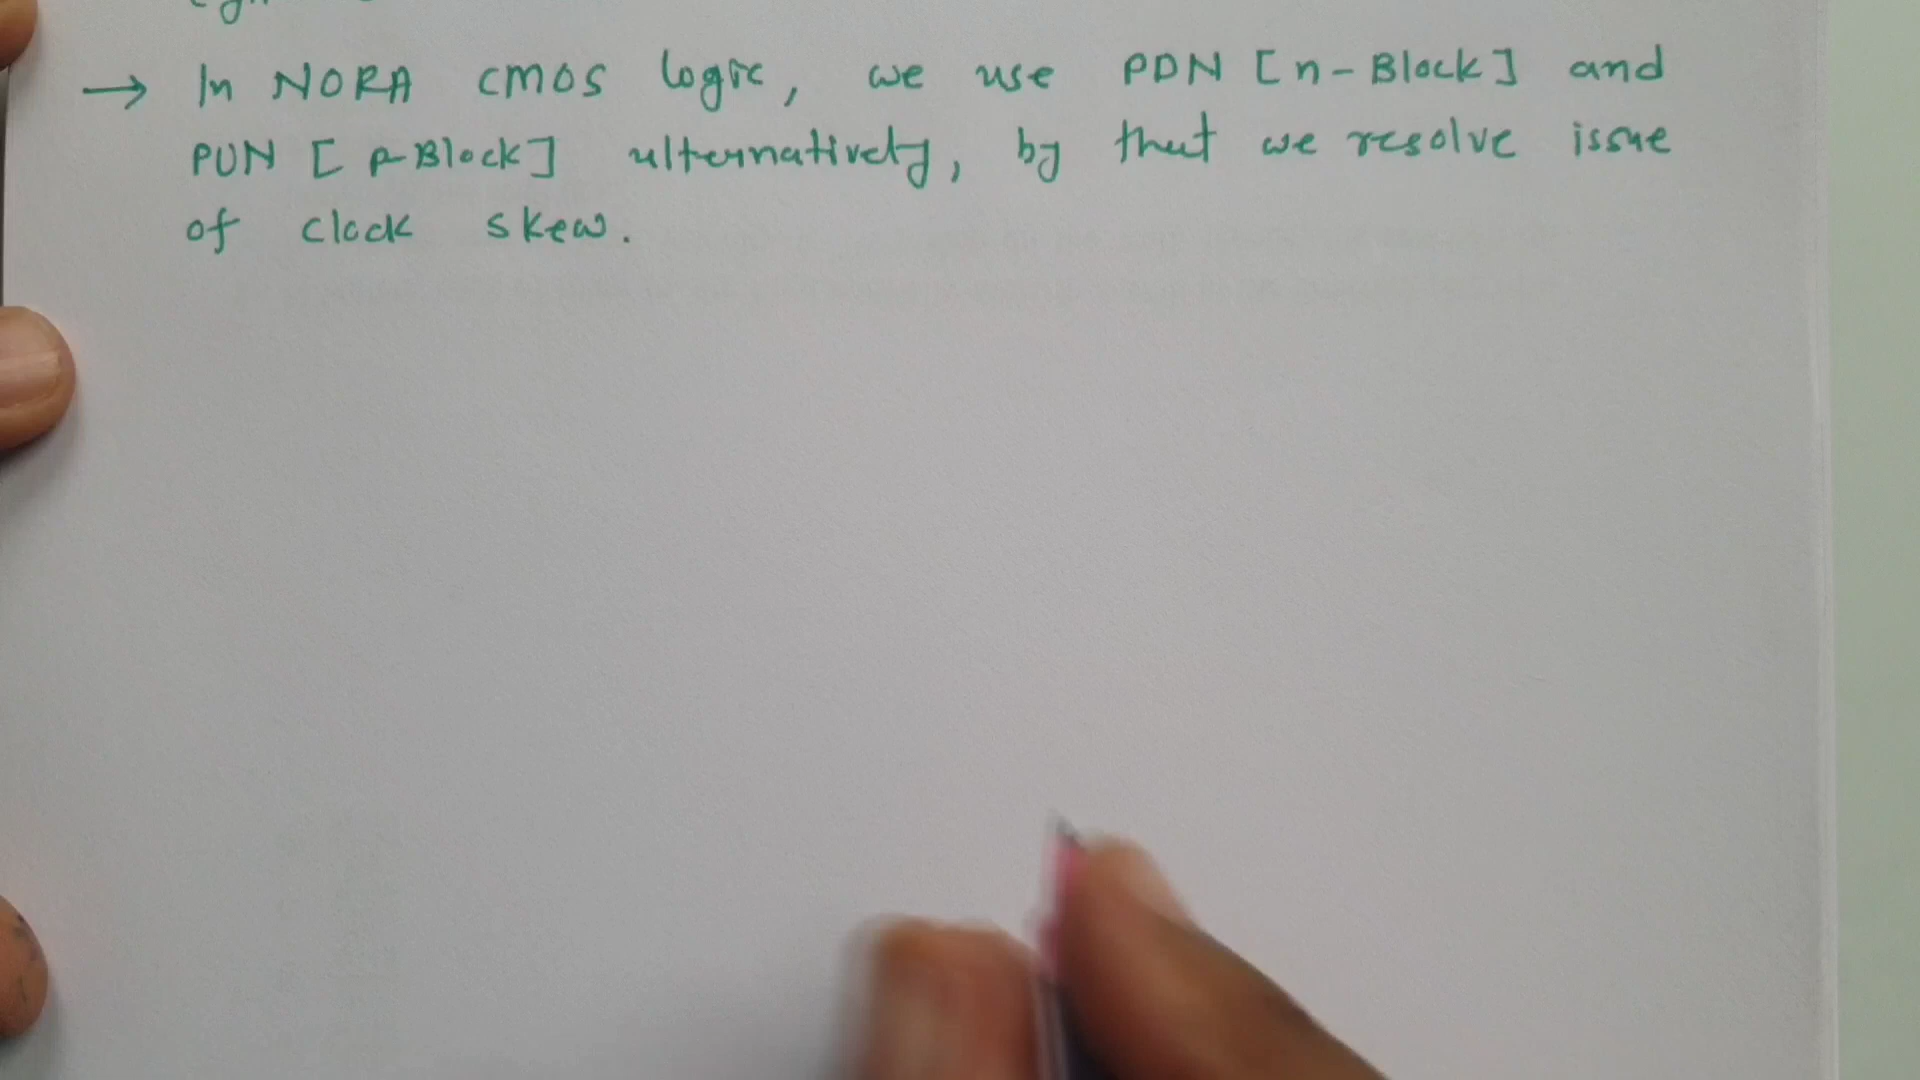 → In NORA CMOS logic, we use PDN [n-Block] and
PUN [p-Block] alternatively, by that we resolve issue
of clock skew.